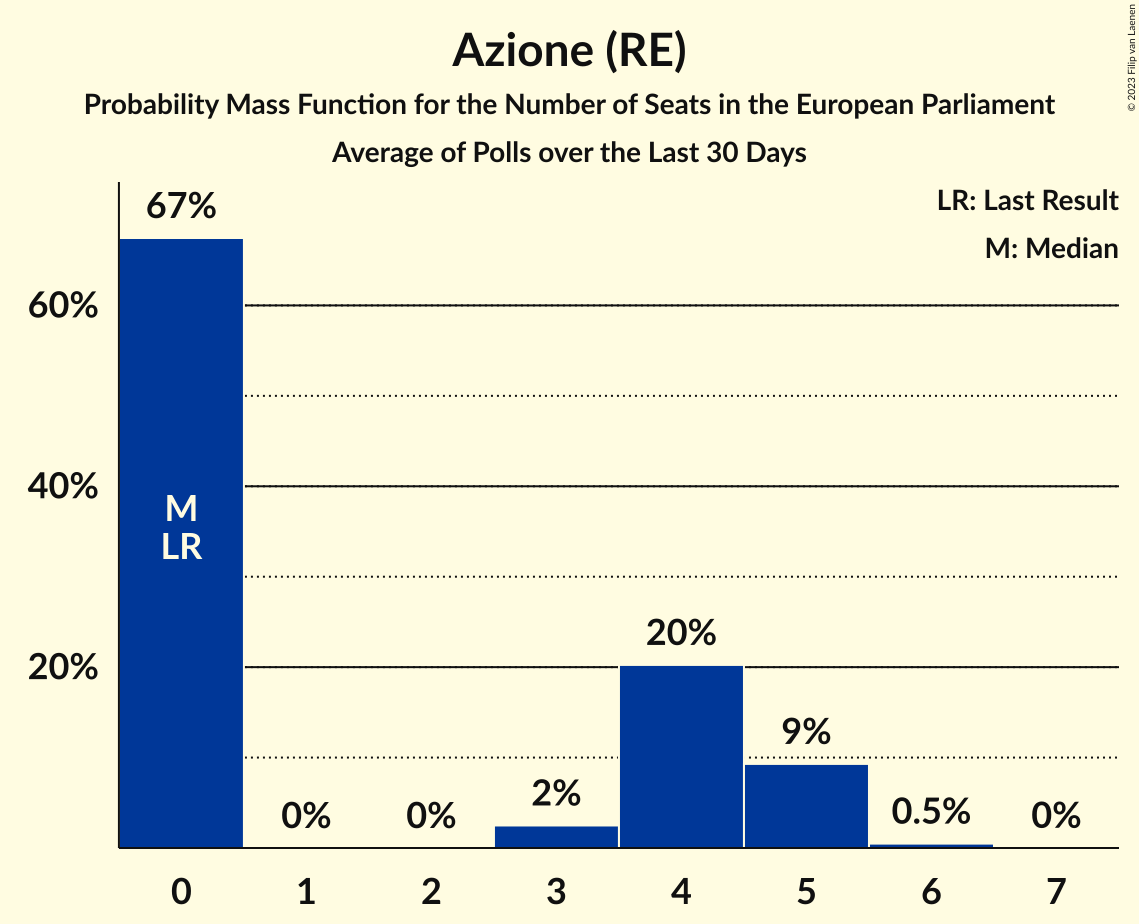 Azione (RE)
Probability Mass Function for the Number of Seats in the European Parliament
Average of Polls over the Last 30 Days
© 2023 Filip van Laenen
LR: Last Result
M: Median
67%
60%
40%
20%
M
LR
0%
0%
2%
20%
9%
0.5%
0%
0 1 2 3 4 5 6 7